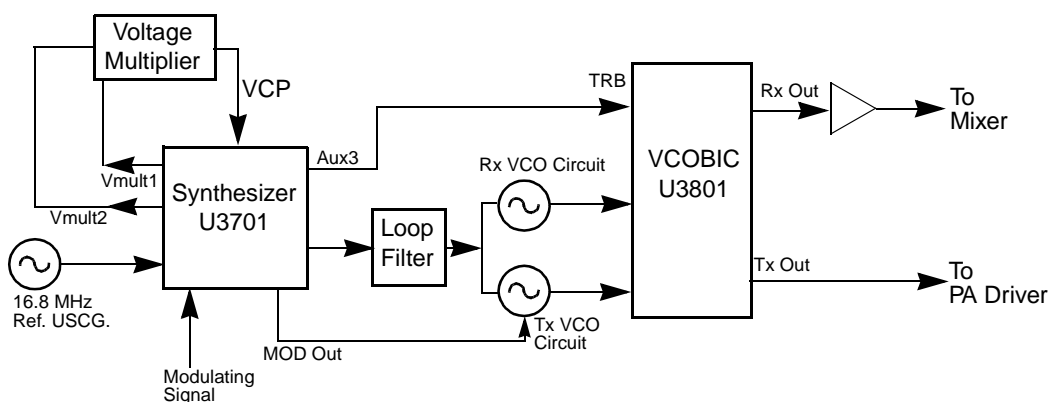 Voltage
Multiplier
VCP
TRB
Rx Out
To
Mixer
Aux3
Vmult1
Synthesizer
U3701
Rx VCO Circuit
VCOBIC
U3801
Vmult2
Loop
Filter
Tx Out
To
PA Driver
16.8 MHz
Ref. USCG.
MOD Out
Tx VCO
Circuit
Modulating
Signal